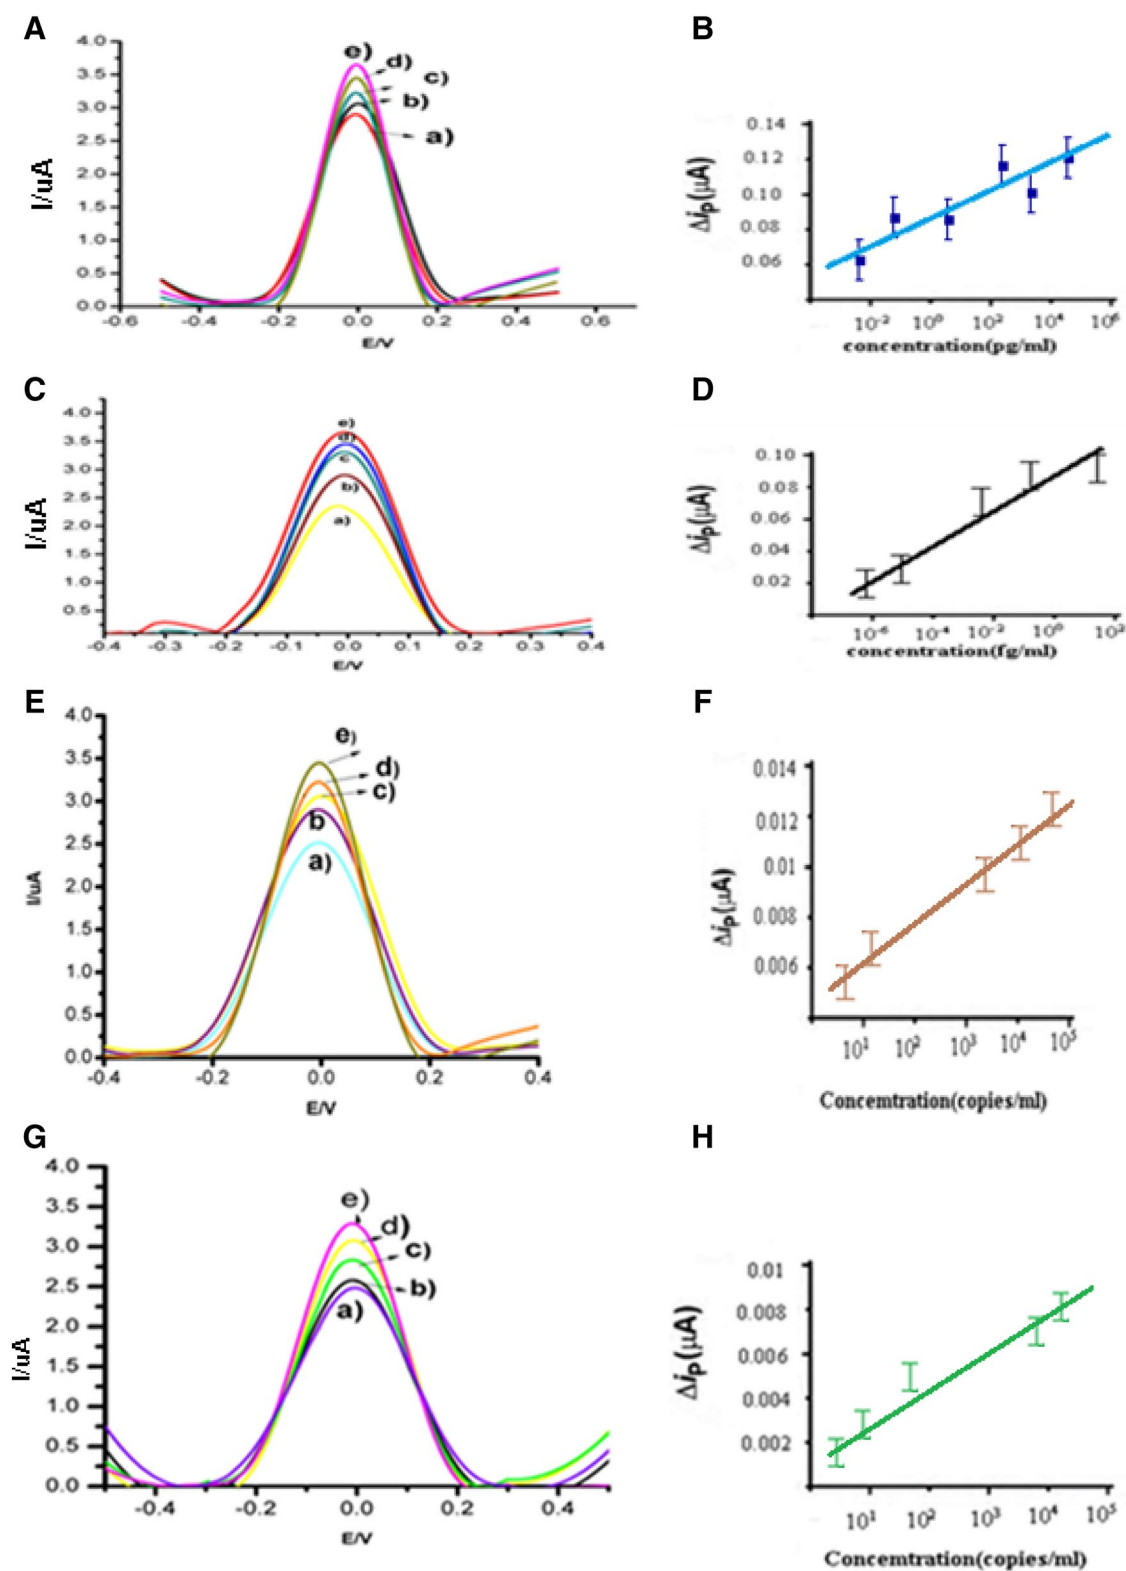 A
4.0
3.5
3.0
2.5
2.0
1.5
1.0
0.5
0.0
I/uA
e)
d)
c)
b)
a)
-0.6 -0.4 -0.2 0.0 0.2 0.4 0.6
E/V
B
0.14
0.12
0.10
0.08
0.06
Δip(μA)
10-2 100 102 104 106
concentration(pg/ml)
C
4.0
3.5
3.0
2.5
2.0
1.5
1.0
0.5
I/uA
e)
d)
c
b)
a)
-0.4 -0.3 -0.2 -0.1 0.0 0.1 0.2 0.3 0.4
E/V
D
0.10
0.08
0.06
0.04
0.02
Δip(μA)
10-6 10-4 10-2 100 102
concentration(fg/ml)
E
4.0
3.5
3.0
2.5
2.0
1.5
1.0
0.5
0.0
I/uA
e)
d)
c)
b
a)
-0.4 -0.2 0.0 0.2 0.4
E/V
F
0.014
0.012
0.010
0.008
0.006
Δip(μA)
101 102 103 104 105
Concemtration(copies/ml)
G
4.0
3.5
3.0
2.5
2.0
1.5
1.0
0.5
0.0
I/uA
e)
d)
c)
b)
a)
-0.4 -0.2 0.0 0.2 0.4
E/V
H
0.01
0.008
0.006
0.004
0.002
Δip(μA)
101 102 103 104 105
Concemtration(copies/ml)